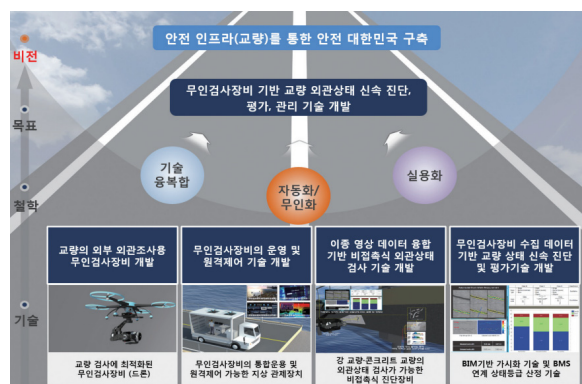 안전 인프라(교량)를 통한 안전 대한민국 구축
비전
무인검사장비 기반 교량 외관상태 신속 진단,
평가, 관리 기술 개발
목표
기술
융복합
자동화/
무인화
실용화
철학
교량의 외부 외관조사용
무인검사장비 개발
무인검사장비의 운영 및
원격제어 기술 개발
이종 영상 데이터 융합
기반 비접촉식 외관상태
검사 기술 개발
무인검사장비 수집 데이터
기반 교량 상태 신속 진단
및 평가기술 개발
기술
교량 검사에 최적화된
무인검사장비 (드론)
무인검사장비의 통합운용 및
원격제어 가능한 지상 관제장치
강 교량·콘크리트 교량의
외관상태 검사가 가능한
비접촉식 진단장비
BIM기반 가시화 기술 및 BMS
연계 상태등급 산정 기술